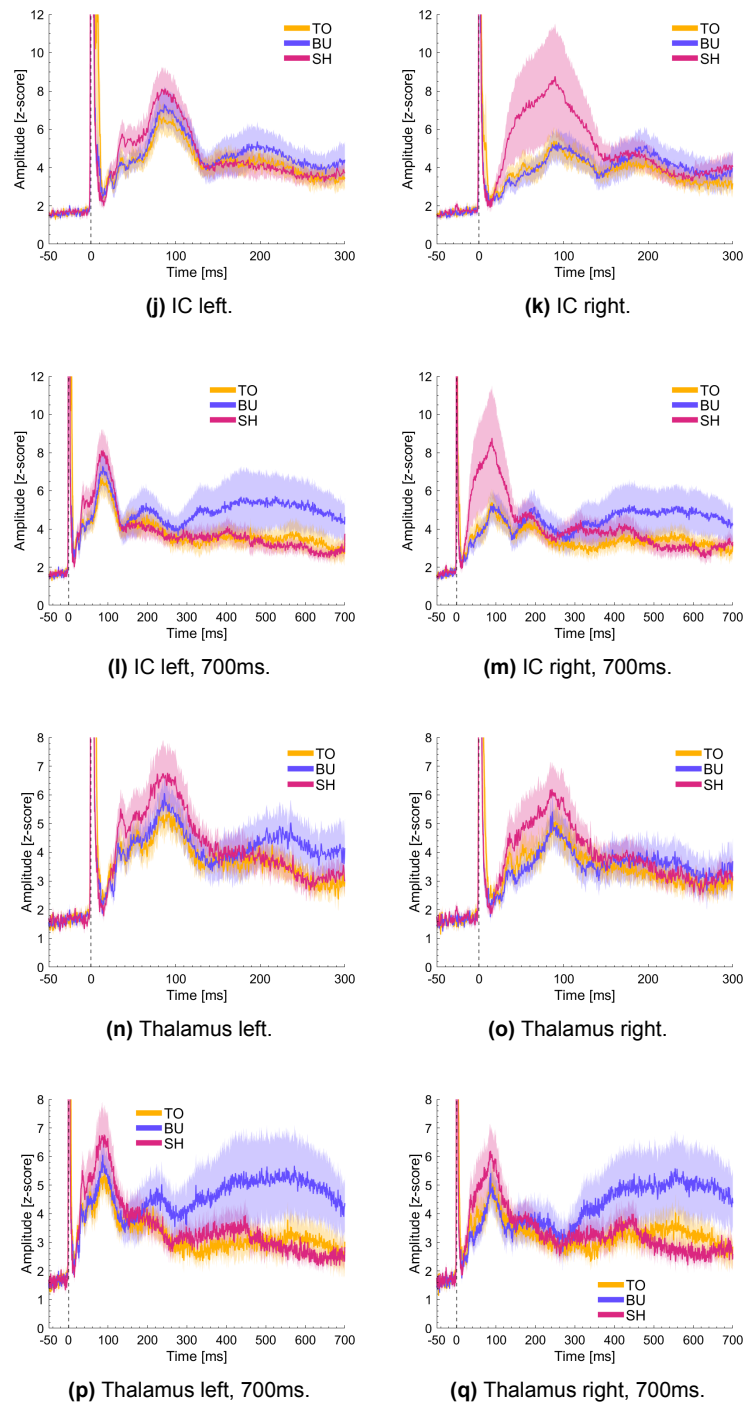 12
10
8
6
4
2
0
Amplitude [z-score]
TO
BU
SH
-50 0 100 200 300
Time [ms]
(j) IC left.
12
10
8
6
4
2
0
Amplitude [z-score]
TO
BU
SH
-50 0 100 200 300
Time [ms]
(k) IC right.
12
10
8
6
4
2
0
Amplitude [z-score]
TO
BU
SH
-50 0 100 200 300 400 500 600 700
Time [ms]
(l) IC left, 700ms.
12
10
8
6
4
2
0
Amplitude [z-score]
TO
BU
SH
-50 0 100 200 300 400 500 600 700
Time [ms]
(m) IC right, 700ms.
8
7
6
5
4
3
2
1
0
Amplitude [z-score]
TO
BU
SH
-50 0 100 200 300
Time [ms]
(n) Thalamus left.
8
7
6
5
4
3
2
1
0
Amplitude [z-score]
TO
BU
SH
-50 0 100 200 300
Time [ms]
(o) Thalamus right.
8
7
6
5
4
3
2
1
0
Amplitude [z-score]
TO
BU
SH
-50 0 100 200 300 400 500 600 700
Time [ms]
(p) Thalamus left, 700ms.
8
7
6
5
4
3
2
1
0
Amplitude [z-score]
TO
BU
SH
-50 0 100 200 300 400 500 600 700
Time [ms]
(q) Thalamus right, 700ms.